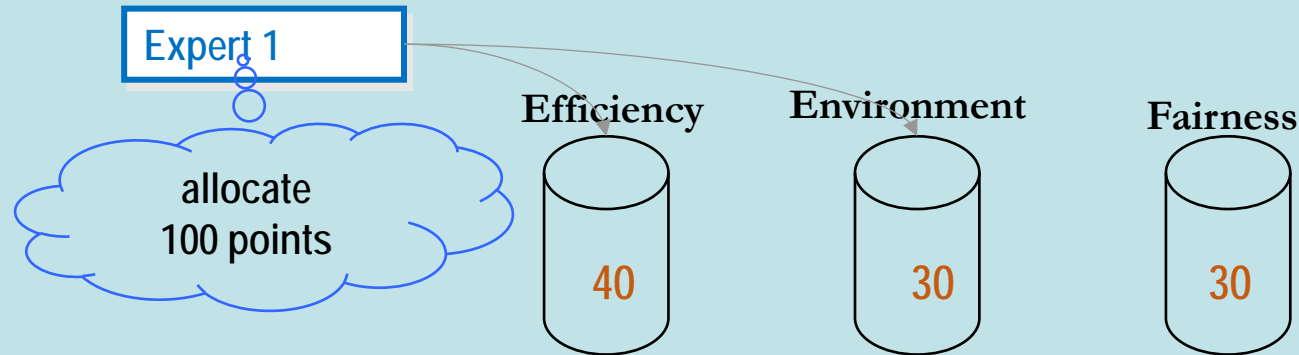 Expert 1
Efficiency
Environment
Fairness
allocate
100 points
40
30
30